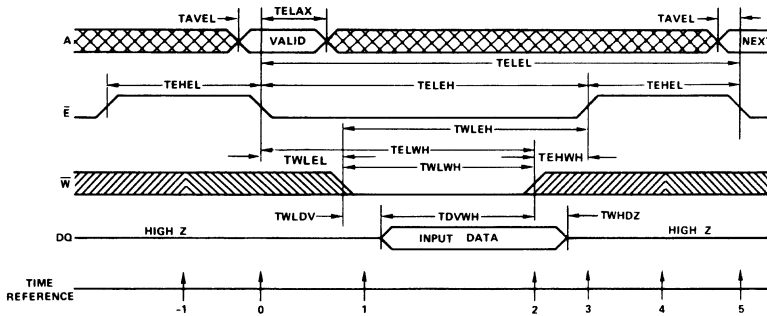 TAVEL TELAX TAVEL
A VALID NEXT
TELEL
TEHEL TELEH TEHEL
E
TWLEH
TELWH
TWLEL TEHWH
TWLWH
W
TWLDV TDVWH TWHDZ
DQ HIGH Z INPUT DATA HIGH Z
TIME
REFERENCE
-1 0 1 2 3 4 5